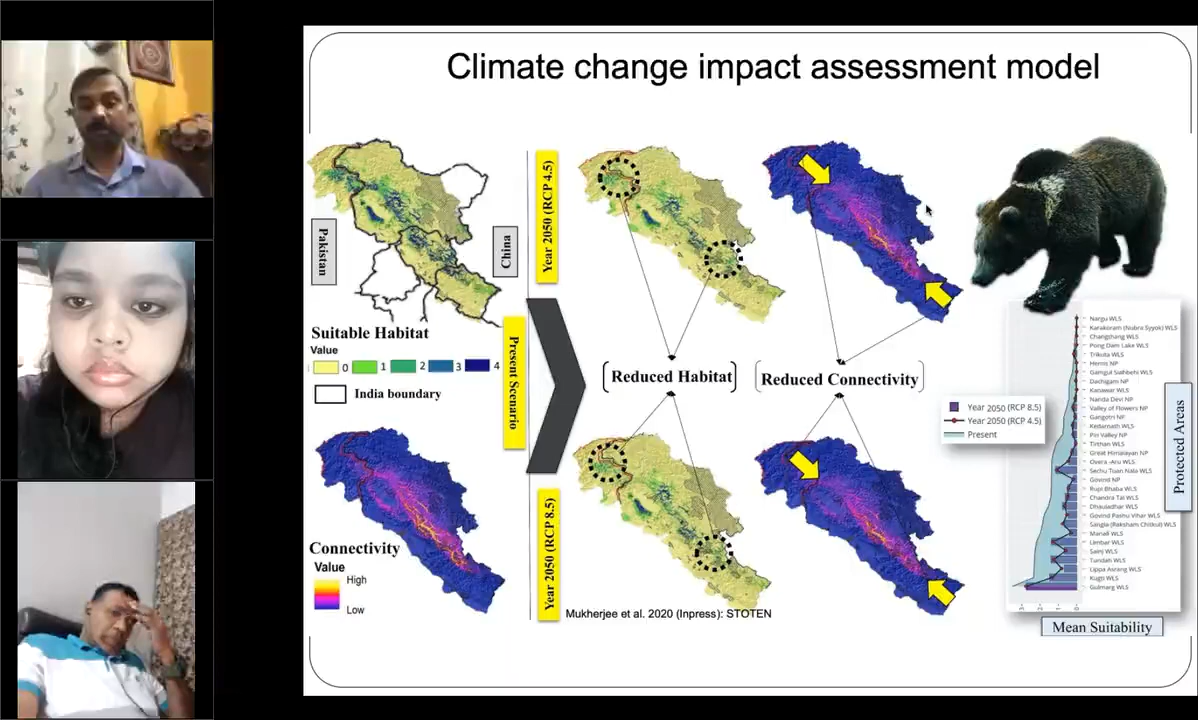 Climate change impact assessment model
Pakistan
China
Suitable Habitat
Value
0 1 2 3 4
India boundary
Present Scenario
Connectivity
Value
High
Low
Year 2050 (RCP 4.5)
Year 2050 (RCP 8.5)
Reduced Habitat
Reduced Connectivity
Mukherjee et al. 2020 (Inpress): STOTEN
Year 2050 (RCP 8.5)
Year 2050 (RCP 4.5)
Present
Nargu WLS
Karakoram (Nubra Syyok) WLS
Changthang WLS
Pong Dam Lake WLS
Trikuta WLS
Hemis NP
Gamgul Siahbehi WLS
Dachigam NP
Kanawar WLS
Nanda Devi NP
Valley of Flowers NP
Gangotri NP
Kedarnath WLS
Pin Valley NP
Tirthan WLS
Great Himalayan NP
Overa -Aru WLS
Sechu Tuan Nala WLS
Govind NP
Rupi Bhaba WLS
Chandra Tal WLS
Dhauladhar WLS
Govind Pashu Vihar WLS
Sangla (Raksham Chitkul) WLS
Manali WLS
Limbar WLS
Sainj WLS
Tundah WLS
Lippa Asrang WLS
Kugti WLS
Gulmarg WLS
Protected Areas
Mean Suitability